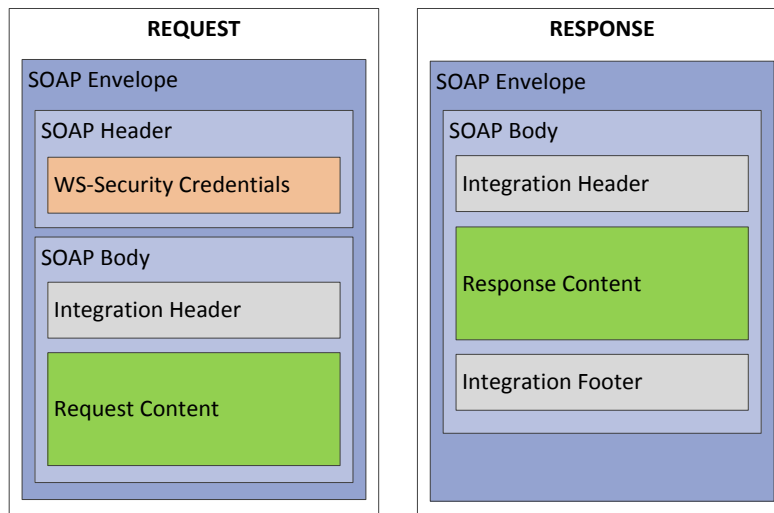 REQUEST
SOAP Envelope
SOAP Header
WS-Security Credentials
SOAP Body
Integration Header
Request Content
RESPONSE
SOAP Envelope
SOAP Body
Integration Header
Response Content
Integration Footer